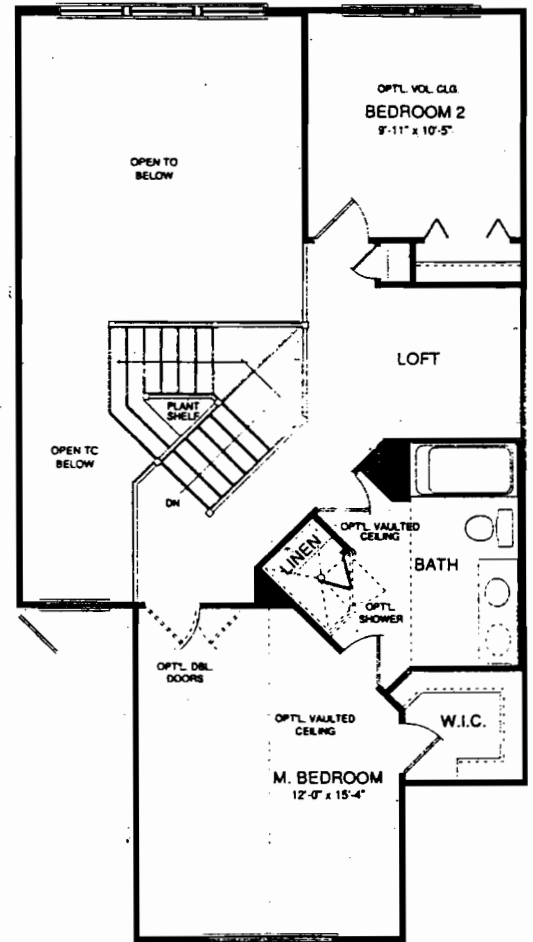 OPT'L. VOL. CLG.
BEDROOM 2
9'-11" x 10'-5"
OPEN TO
BELOW
LOFT
PLANT
SHELF
OPEN TC
BELOW
DN
OPT'L VAULTED
CEILING
LINEN
BATH
OPT'L
SHOWER
OPT'L. DBL.
DOORS
OPT'L VAULTED
CEILING
W.I.C.
M. BEDROOM
12'-0" x 15'-4"